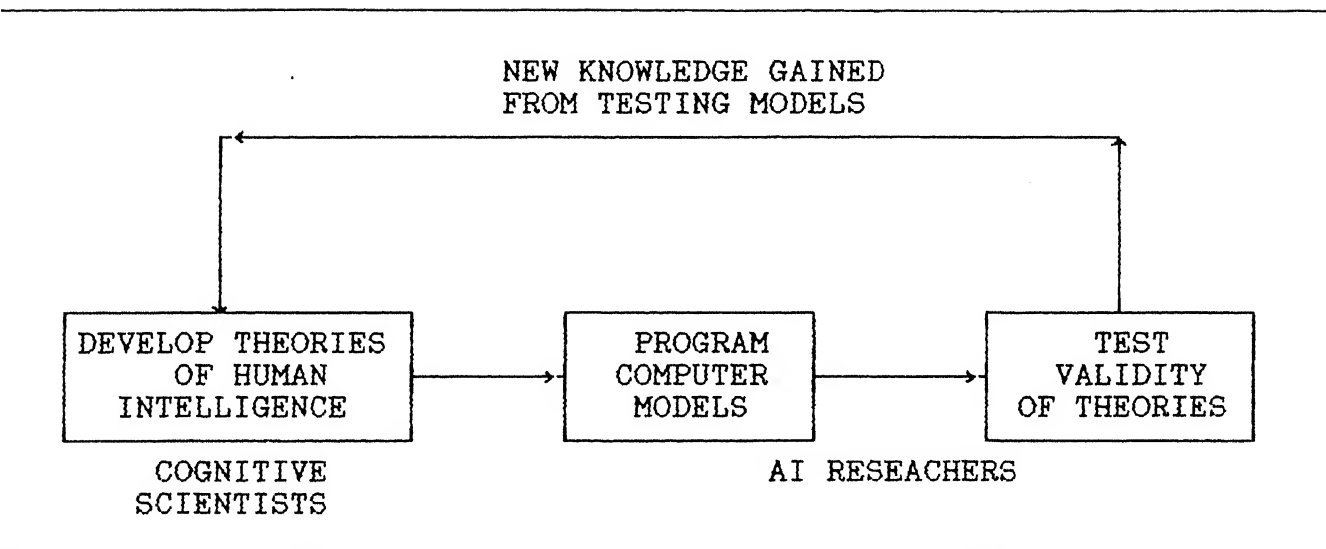 NEW KNOWLEDGE GAINED
FROM TESTING MODELS
DEVELOP THEORIES
OF HUMAN
INTELLIGENCE
PROGRAM
COMPUTER
MODELS
TEST
VALIDITY
OF THEORIES
COGNITIVE
SCIENTISTS
AI RESEACHERS